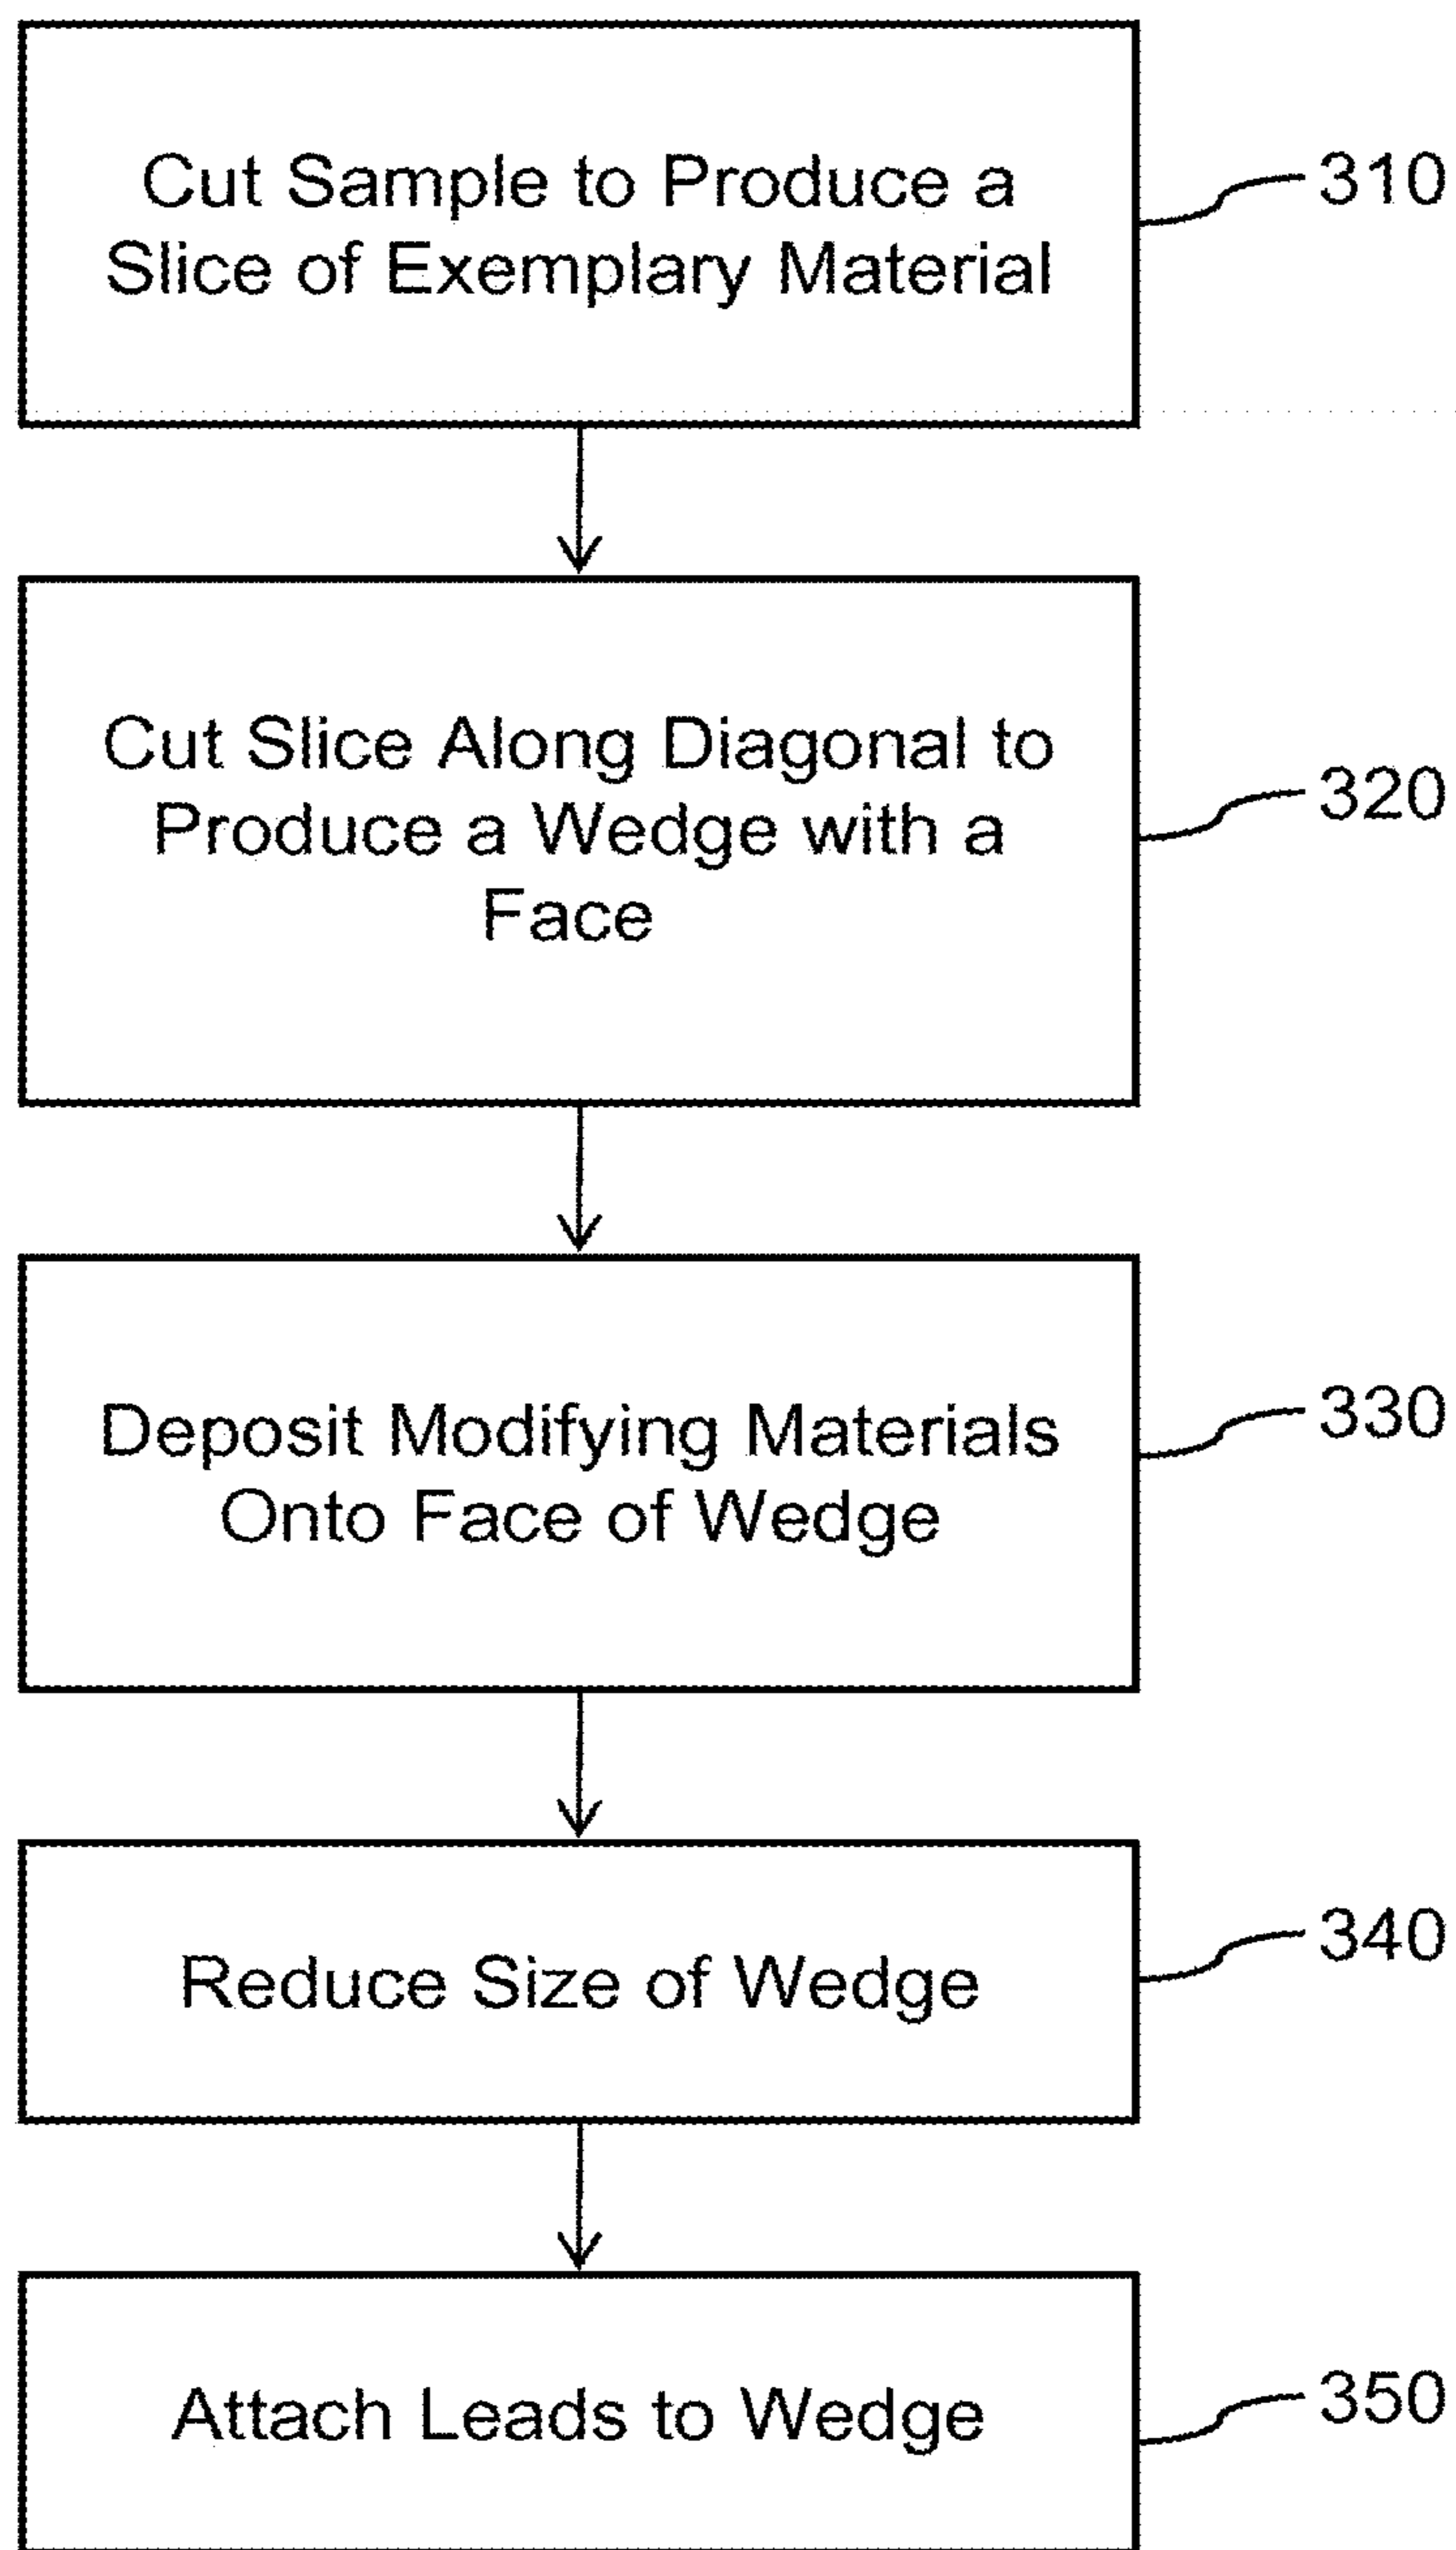 Cut Sample to Produce a
Slice of Exemplary Material
310
Cut Slice Along Diagonal to
Produce a Wedge with a
Face
320
Deposit Modifying Materials
Onto Face of Wedge
330
Reduce Size of Wedge
340
Attach Leads to Wedge
350